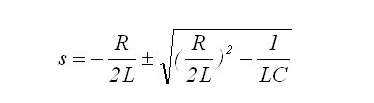 s = - R/2L ± √((R/2L)² - 1/LC)